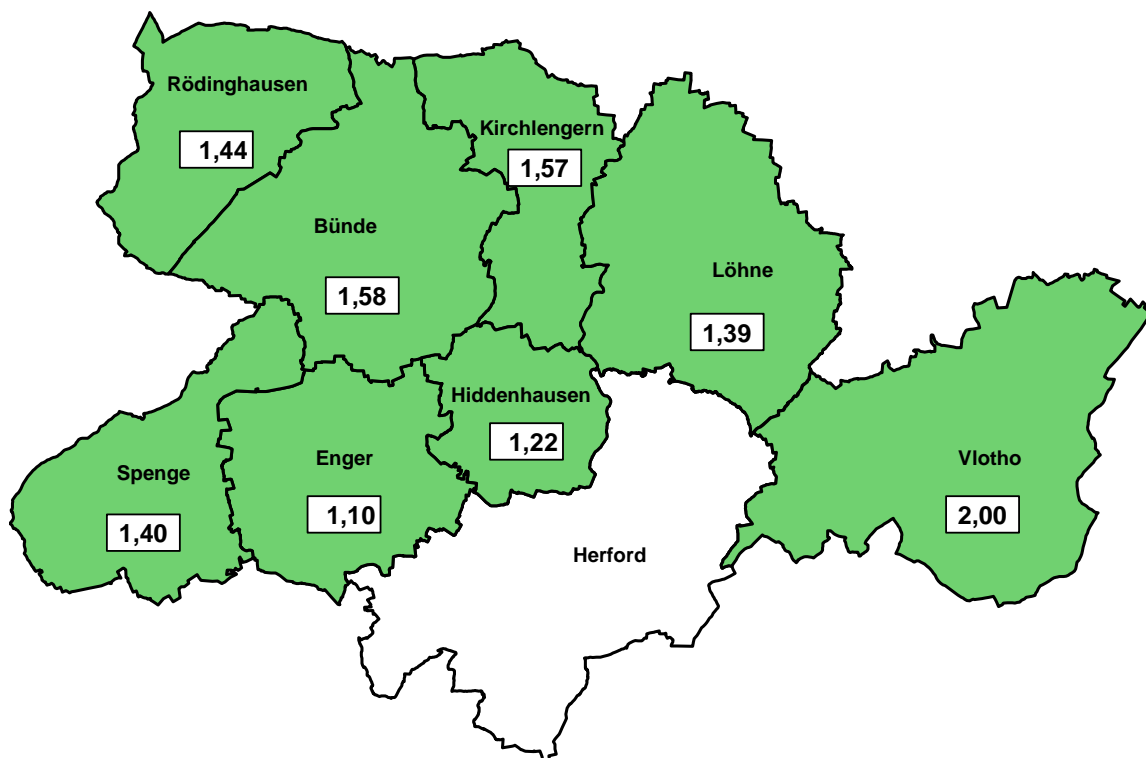 Rödinghausen
1,44
Kirchlengern
1,57
Bünde
1,58
Löhne
1,39
Hiddenhausen
1,22
Spenge
1,40
Enger
1,10
Vlotho
2,00
Herford